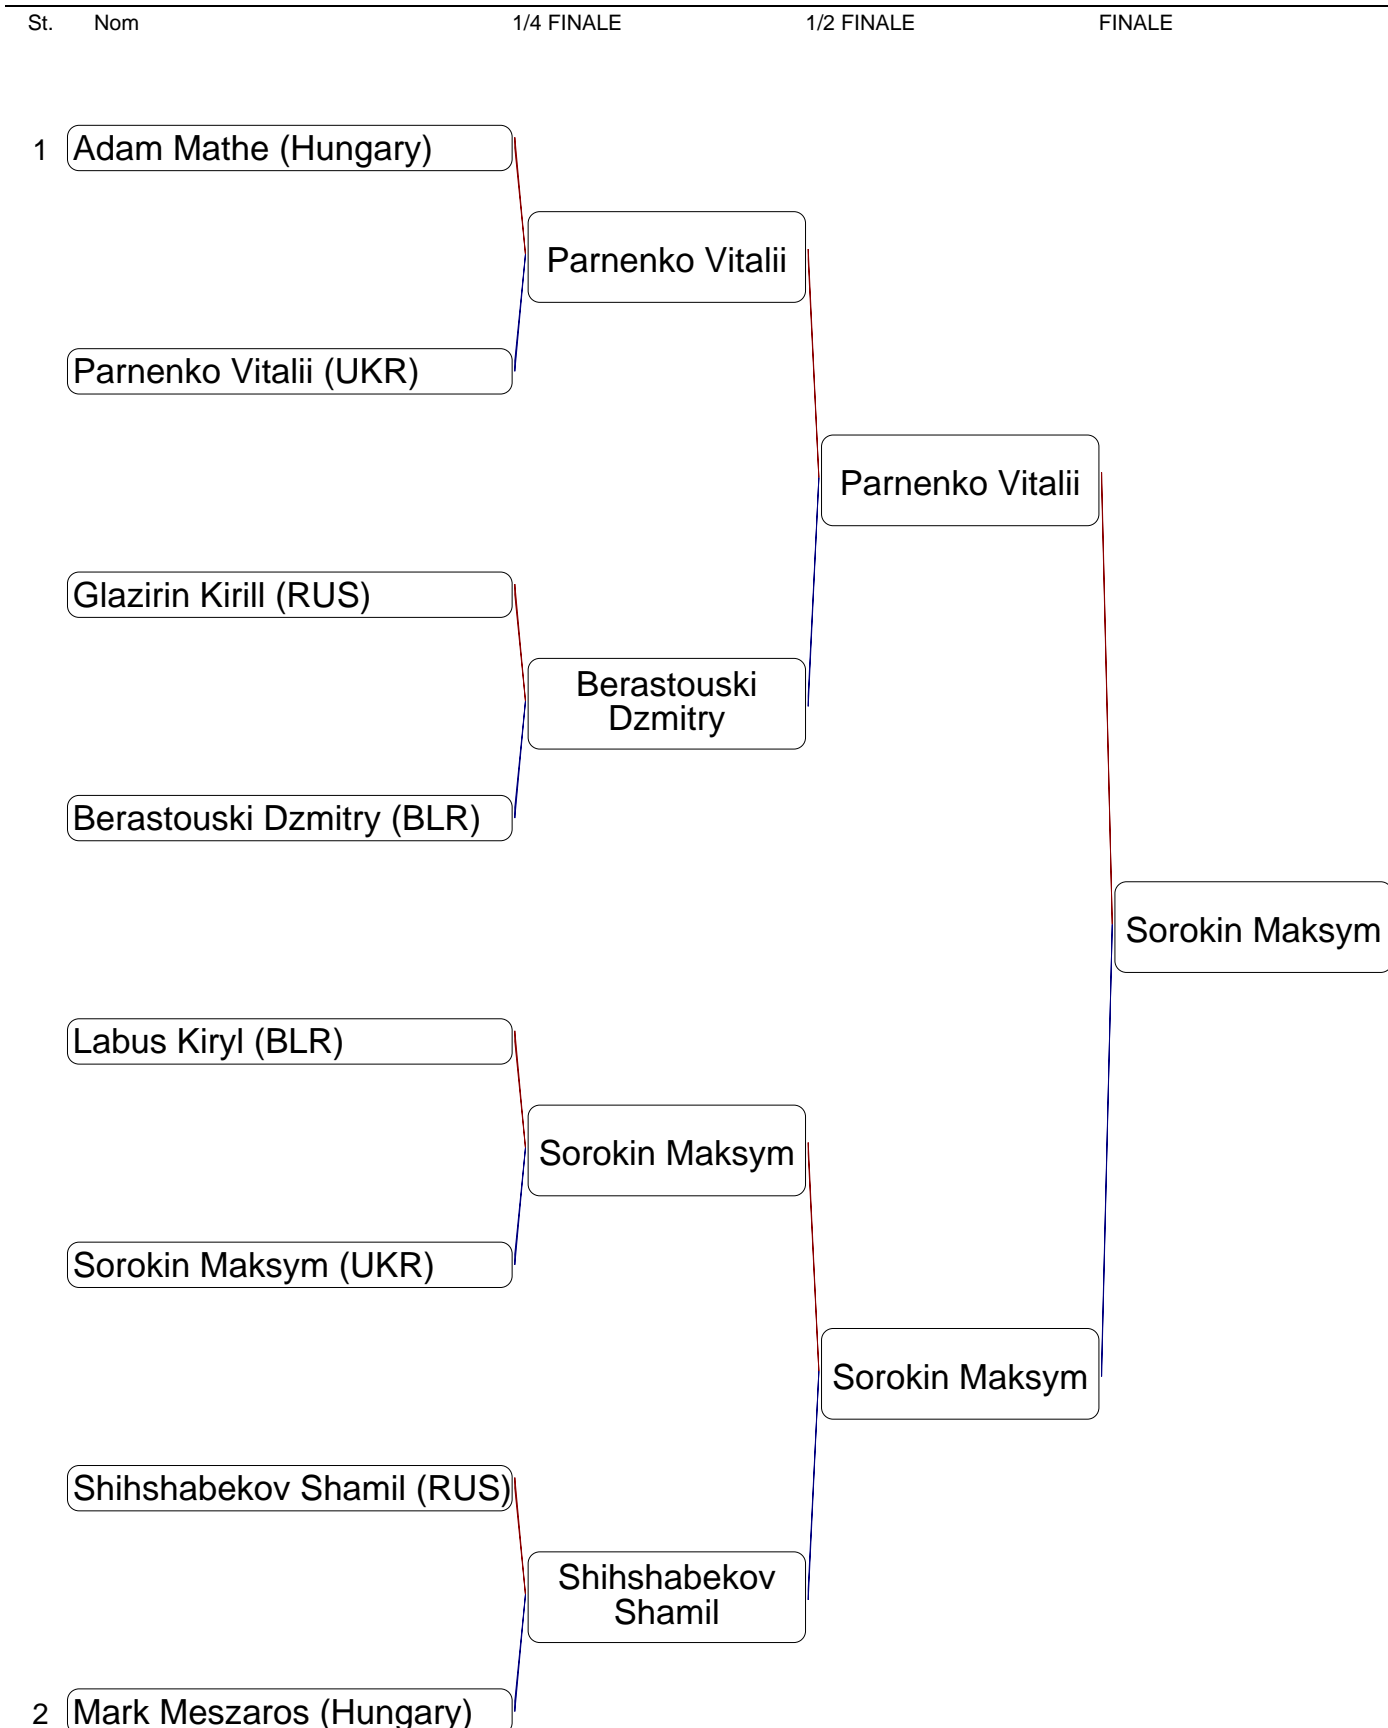 St. Nom 1/4 FINALE 1/2 FINALE FINALE
1 Adam Mathe (Hungary)
Parnenko Vitalii
Parnenko Vitalii (UKR)
Parnenko Vitalii
Glazirin Kirill (RUS)
Berastouski
Dzmitry
Berastouski Dzmitry (BLR)
Sorokin Maksym
Labus Kiryl (BLR)
Sorokin Maksym
Sorokin Maksym (UKR)
Sorokin Maksym
Shihshabekov Shamil (RUS)
Shihshabekov
Shamil
2 Mark Meszaros (Hungary)